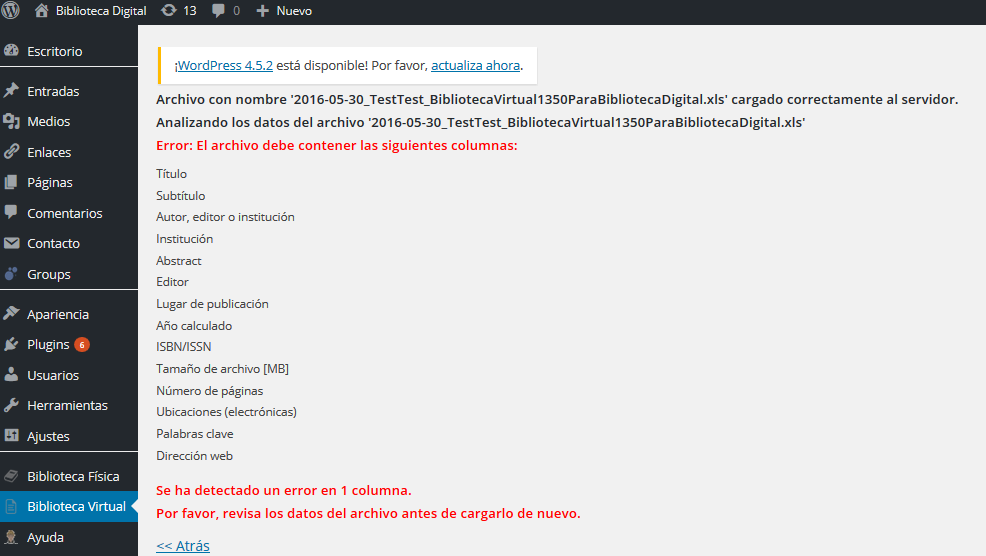 Biblioteca Digital 13 0 Nuevo
Escritorio
Entradas
Medios
Enlaces
Páginas
Comentarios
Contacto
Groups
Apariencia
Plugins 6
Usuarios
Herramientas
Ajustes
Biblioteca Física
Biblioteca Virtual
Ayuda
¡WordPress 4.5.2 está disponible! Por favor, actualiza ahora.
Archivo con nombre '2016-05-30_TestTest_BibliotecaVirtual1350ParaBibliotecaDigital.xls' cargado correctamente al servidor.
Analizando los datos del archivo '2016-05-30_TestTest_BibliotecaVirtual1350ParaBibliotecaDigital.xls'
Error: El archivo debe contener las siguientes columnas:
Título
Subtítulo
Autor, editor o institución
Institución
Abstract
Editor
Lugar de publicación
Año calculado
ISBN/ISSN
Tamaño de archivo [MB]
Número de páginas
Ubicaciones (electrónicas)
Palabras clave
Dirección web
Se ha detectado un error en 1 columna.
Por favor, revisa los datos del archivo antes de cargarlo de nuevo.
<< Atrás